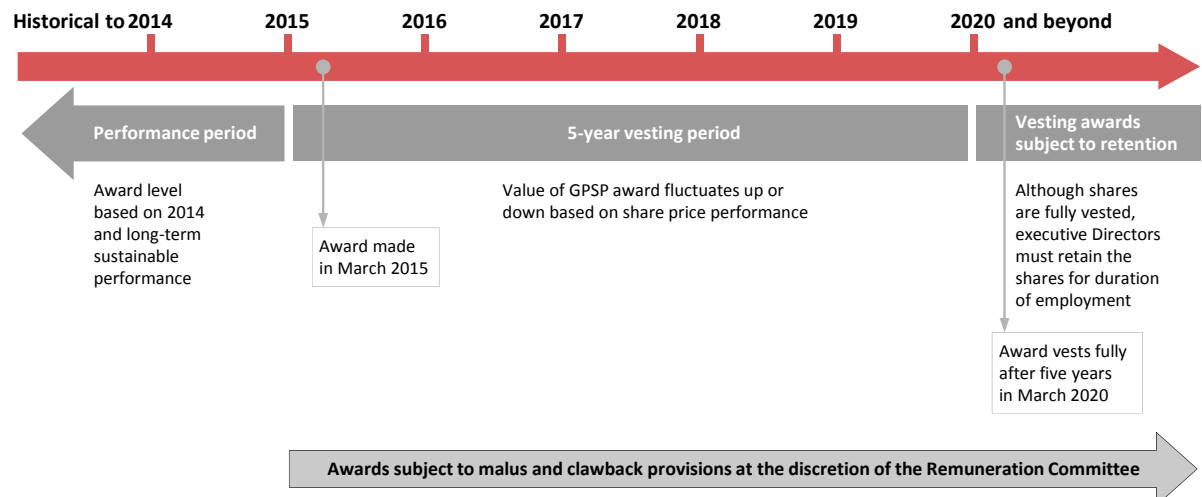 Historical to 2014 2015 2016 2017 2018 2019 2020 and beyond
Performance period
5-year vesting period
Vesting awards
subject to retention
Award level
based on 2014
and long-term
sustainable
performance
Award made
in March 2015
Value of GPSP award fluctuates up or
down based on share price performance
Although shares
are fully vested,
executive Directors
must retain the
shares for duration
of employment
Award vests fully
after five years
in March 2020
Awards subject to malus and clawback provisions at the discretion of the Remuneration Committee